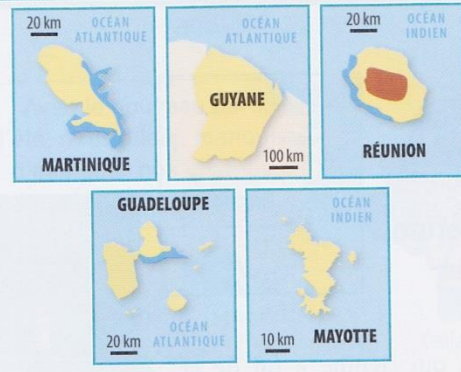 20 km
OCÉAN
ATLANTIQUE
MARTINIQUE
OCÉAN
ATLANTIQUE
GUYANE
100 km
20 km
OCÉAN
INDIEN
RÉUNION
GUADELOUPE
20 km
OCÉAN
ATLANTIQUE
OCÉAN
INDIEN
10 km
MAYOTTE